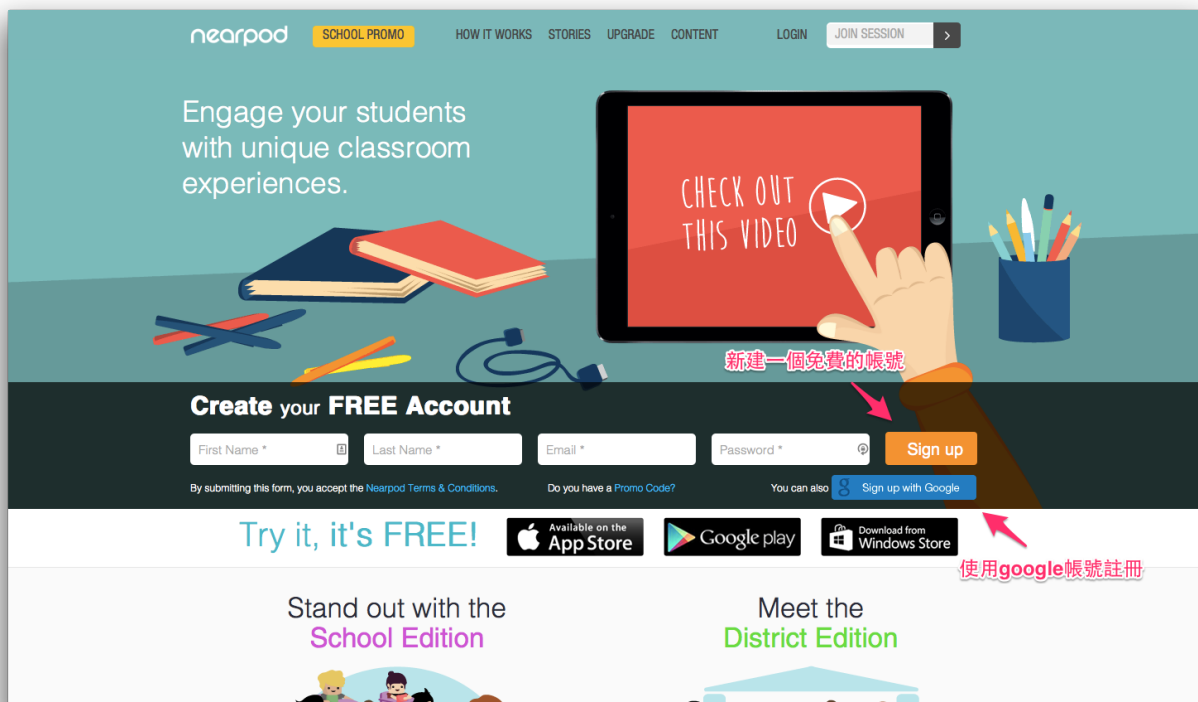 nearpod
SCHOOL PROMO
HOW IT WORKS
STORIES
UPGRADE
CONTENT
LOGIN
JOIN SESSION
Engage your students
with unique classroom
experiences.
CHECK OUT
THIS VIDEO
新建一個免費的帳號
Create your FREE Account
First Name *
Last Name *
Email *
Password *
Sign up
By submitting this form, you accept the Nearpod Terms & Conditions.
Do you have a Promo Code?
You can also
g Sign up with Google
Try it, it's FREE!
Available on the
App Store
Google play
Download from
Windows Store
使用google帳號註冊
Stand out with the
School Edition
Meet the
District Edition